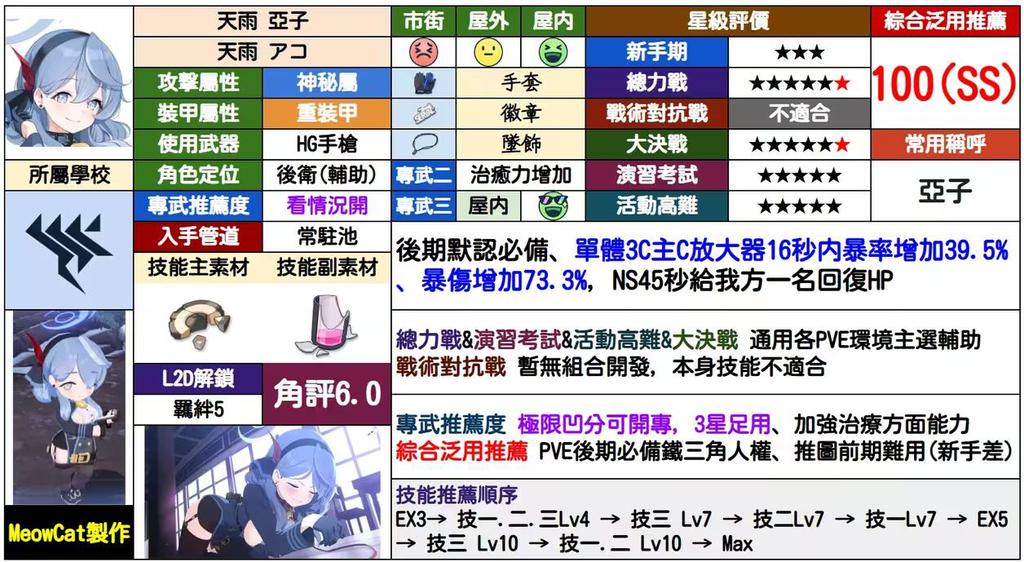 天雨 亞子
天雨 アコ
攻擊屬性 神秘屬
裝甲屬性 重裝甲
使用武器 HG手槍
所屬學校
角色定位 後衛(輔助)
專武推薦度 看情況開
入手管道 常駐池
技能主素材 技能副素材
L2D解鎖
羈絆5
角評6.0
MeowCat製作
市街 屋外 屋内
手套
徽章
墜飾
專武二 治癒力增加
專武三 屋内
星級評價
新手期 ★★★
總力戰 ★★★★★★
戰術對抗戰 不適合
大決戰 ★★★★★★
演習考試 ★★★★★
活動高難 ★★★★★
綜合泛用推薦
100(SS)
常用稱呼
亞子
後期默認必備、單體3C主C放大器16秒内暴率增加39.5%
、暴傷增加73.3%, NS45秒給我方一名回復HP
總力戰&演習考試&活動高難&大決戰 通用各PVE環境主選輔助
戰術對抗戰 暫無組合開發,本身技能不適合
專武推薦度 極限凹分可開專, 3星足用、加強治療方面能力
綜合泛用推薦 PVE後期必備鐵三角人權、推圖前期難用(新手差)
技能推薦順序
EX3→ 技一.二.三Lv4 → 技三 Lv7 → 技二Lv7 → 技一Lv7 → EX5
→ 技三 Lv10 → 技一.二 Lv10 → Max